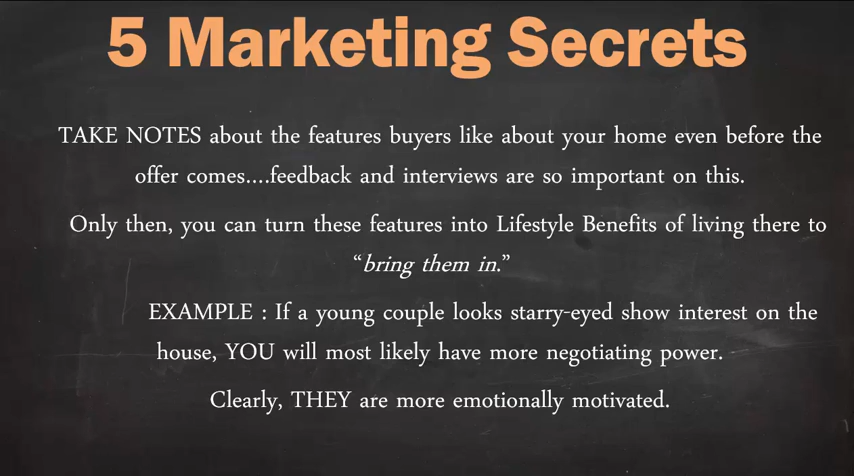 5 Marketing Secrets
TAKE NOTES about the features buyers like about your home even before the
offer comes....feedback and interviews are so important on this.
Only then, you can turn these features into Lifestyle Benefits of living there to
“bring them in.”
EXAMPLE : If a young couple looks starry-eyed show interest on the
house, YOU will most likely have more negotiating power.
Clearly, THEY are more emotionally motivated.